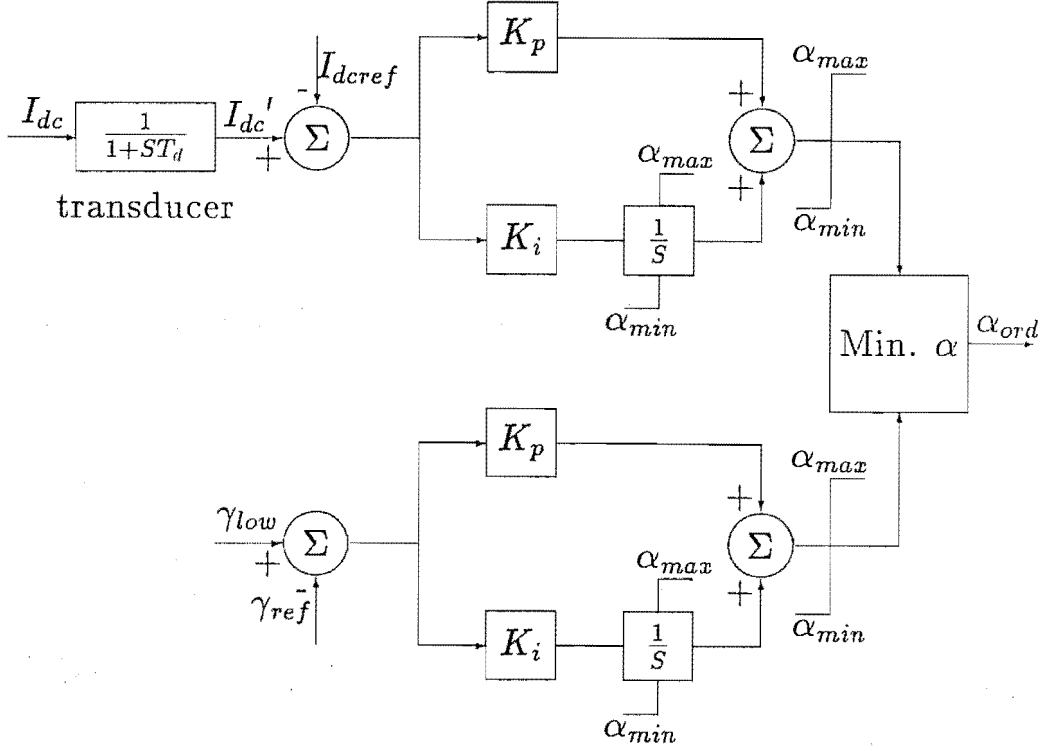 K_p
α_max
I_dcref
-
I_dc
1
1+ST_d
I_dc'
+
Σ
transducer
+
Σ
+
α_max
α_min
K_i
1
S
α_min
Min. α
α_ord
K_p
α_max
γ_low
+
Σ
-
γ_ref
+
Σ
+
α_max
α_min
K_i
1
S
α_min